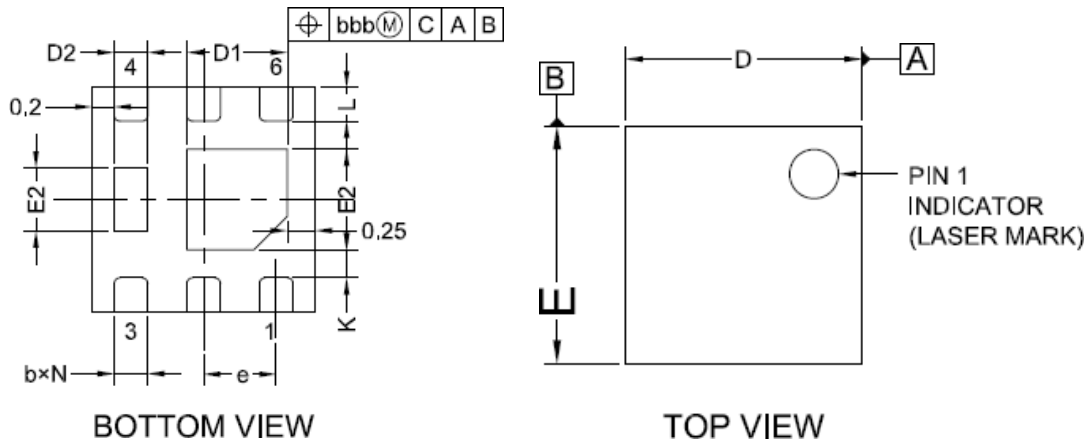 bbbⓂ C A B
D2
D1
4
6
0,2
L
E2
E2
0,25
K
3
1
b×N
e
BOTTOM VIEW
D
A
B
PIN 1
INDICATOR
(LASER MARK)
E
TOP VIEW